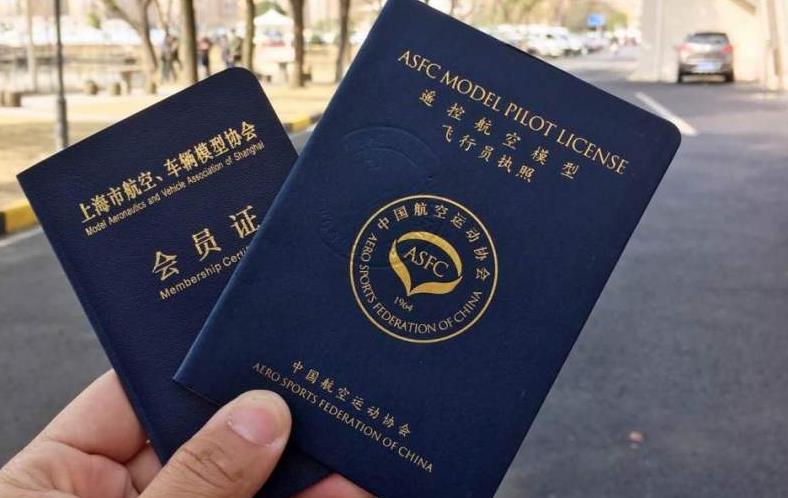 上海市航空、车辆模型协会
Model Aeronautics and Vehicle Association of Shanghai
会员证
Membership
ASFC MODEL PILOT LICENSE
遥控航空模型
飞行员执照
中国航空运动协会
ASFC
1964
AERO SPORTS FEDERATION OF CHINA
中国航空运动协会
AERO SPORTS FEDERATION OF CHINA